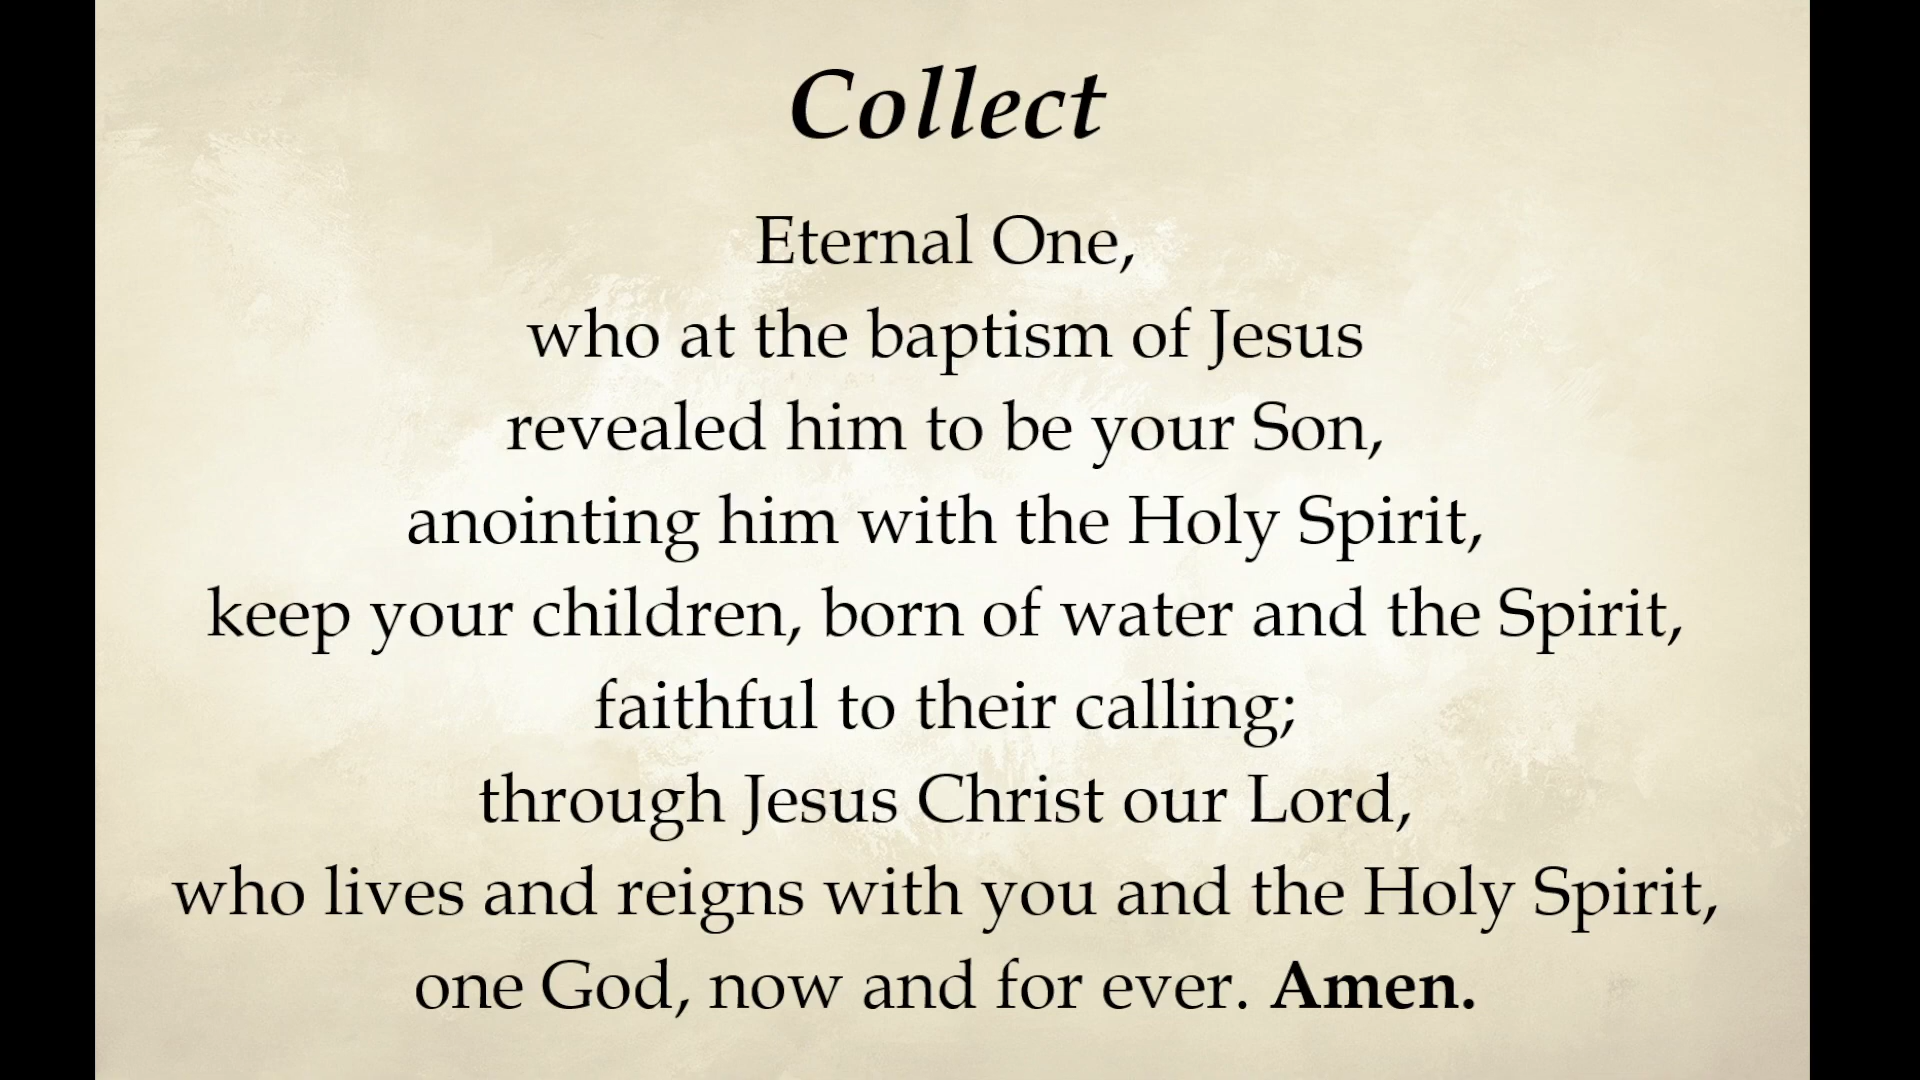 Collect
Eternal One,
who at the baptism of Jesus
revealed him to be your Son,
anointing him with the Holy Spirit,
keep your children, born of water and the Spirit,
faithful to their calling;
through Jesus Christ our Lord,
who lives and reigns with you and the Holy Spirit,
one God, now and for ever. Amen.